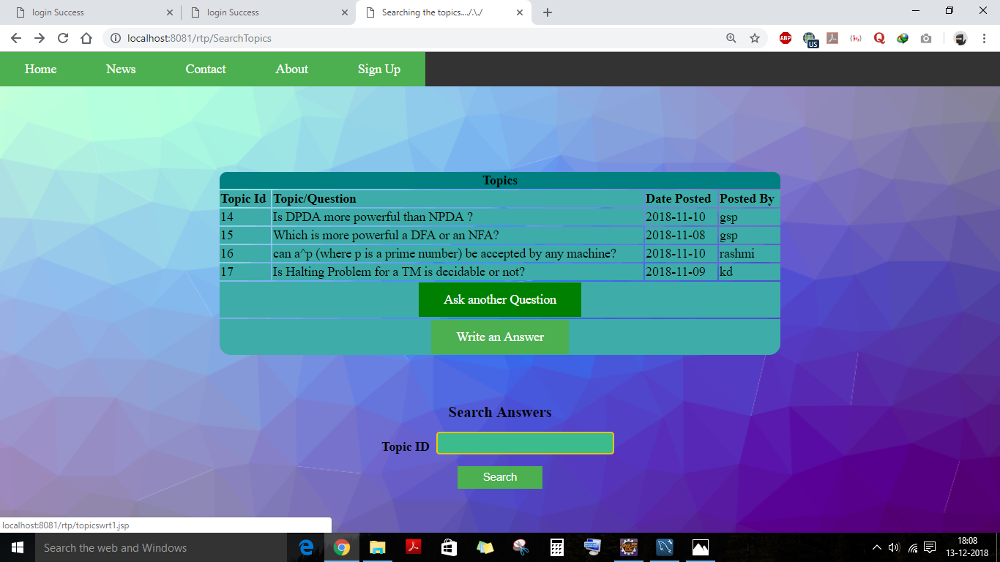 login Success
login Success
Searching the topics..../.\./
localhost:8081/rtp/SearchTopics
ABP
US
Q
Home News Contact About Sign Up
Topics
Topic Id Topic/Question Date Posted Posted By
14 Is DPDA more powerful than NPDA ? 2018-11-10 gsp
15 Which is more powerful a DFA or an NFA? 2018-11-08 gsp
16 can a^p (where p is a prime number) be accepted by any machine? 2018-11-10 rashmi
17 Is Halting Problem for a TM is decidable or not? 2018-11-09 kd
Ask another Question
Write an Answer
Search Answers
Topic ID
Search
localhost:8081/rtp/topicswrt1.jsp
Search the web and Windows
18:08
13-12-2018